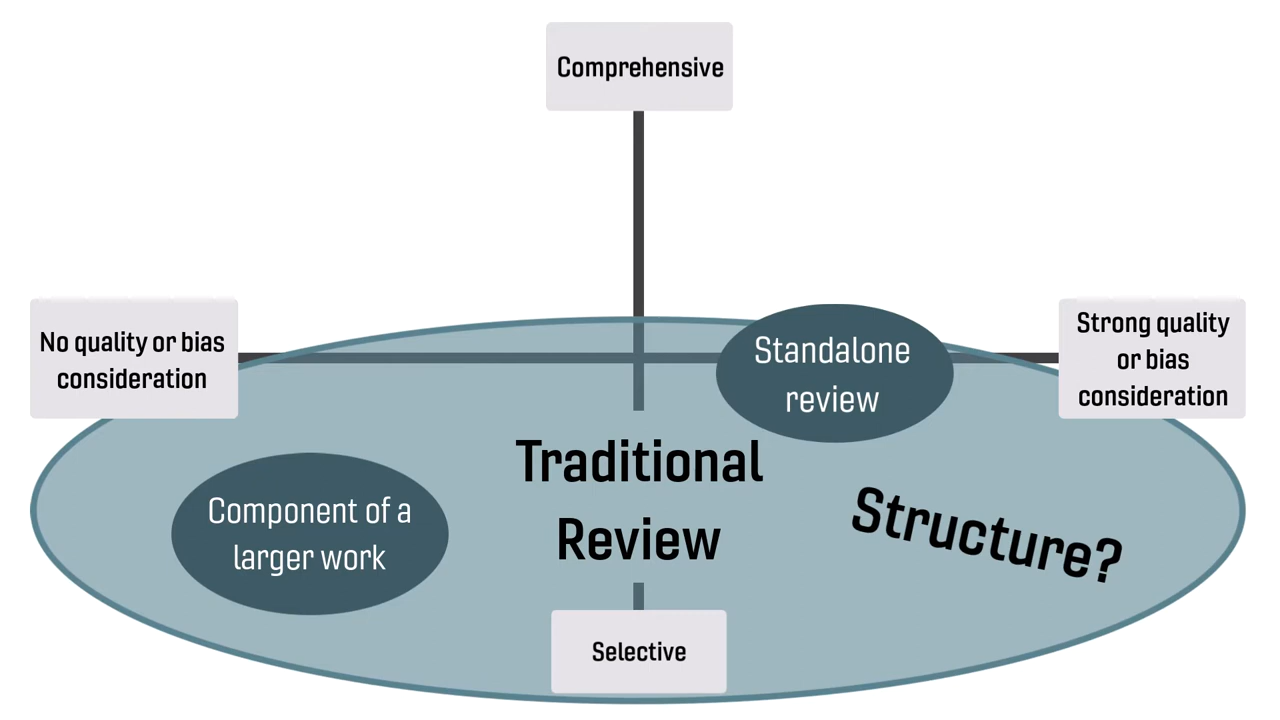 Comprehensive
No quality or bias
consideration
Standalone
review
Strong quality
or bias
consideration
Traditional
Review
Structure?
Component of a
larger work
Selective